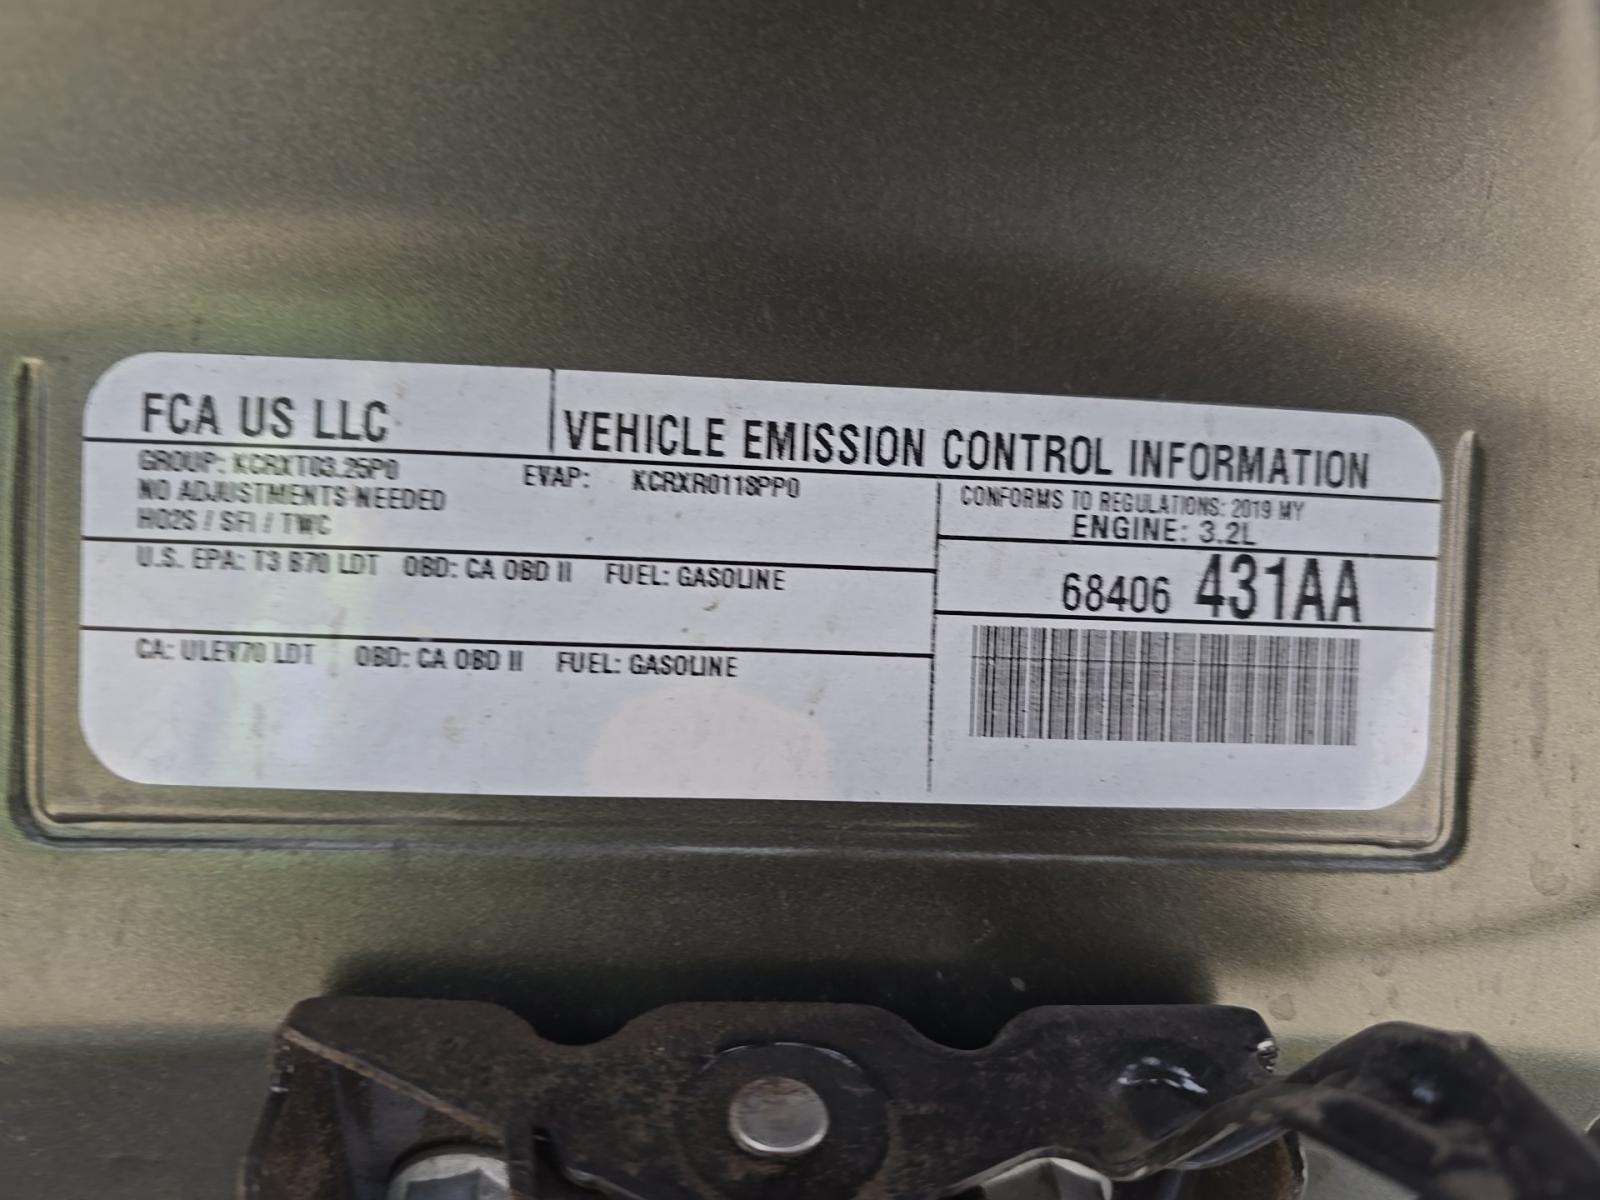 FCA US LLC
VEHICLE EMISSION CONTROL INFORMATION
GROUP: KCRXT03.25P0
EVAP: KCRXR0118PP0
NO ADJUSTMENTS NEEDED
HO2S / SFI / TWC
CONFORMS TO REGULATIONS: 2019 MY
ENGINE: 3.2L
U.S. EPA: T3 B70 LDT OBD: CA OBD II FUEL: GASOLINE
68406 431AA
CA: ULEV70 LDT OBD: CA OBD II FUEL: GASOLINE